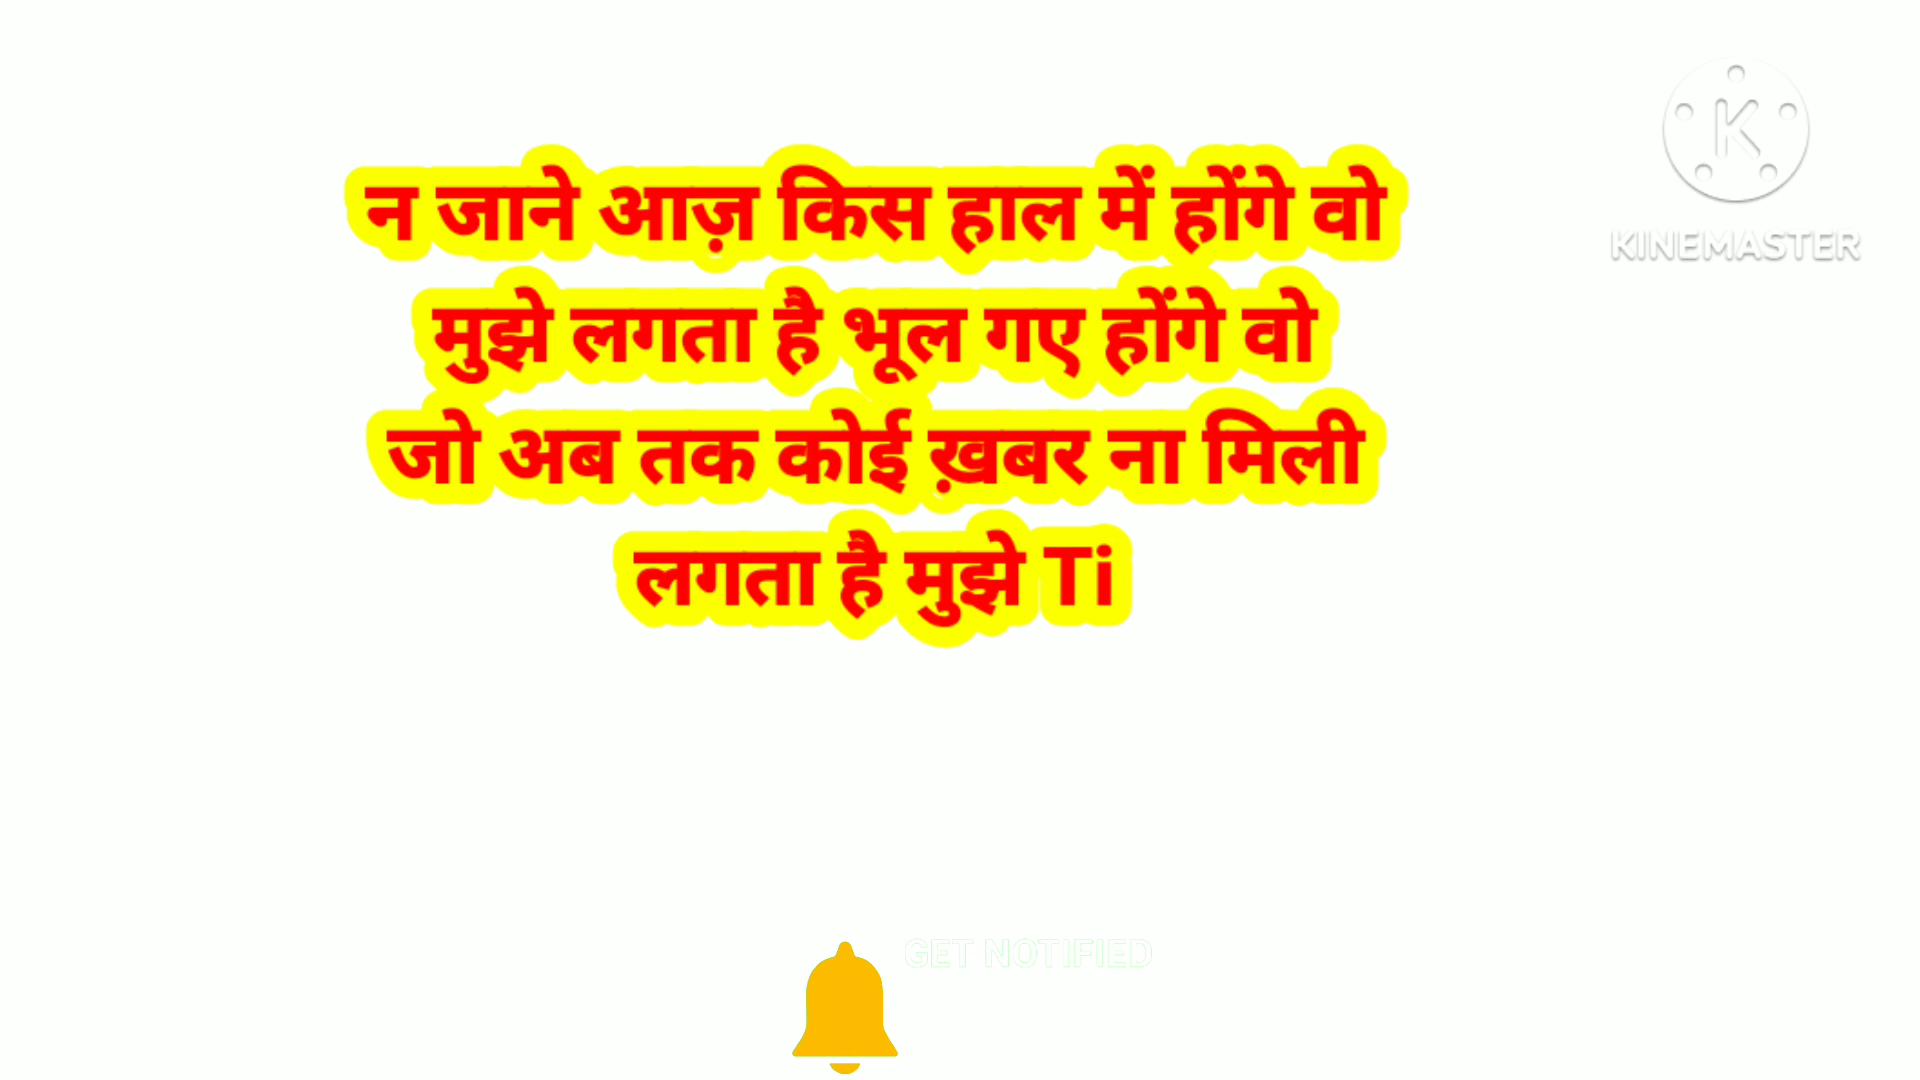 न जाने आज़ किस हाल में होंगे वो
मुझे लगता है भूल गए होंगे वो
जो अब तक कोई ख़बर ना मिली
लगता है मुझे Ti
KINEMASTER
GET NOTIFIED